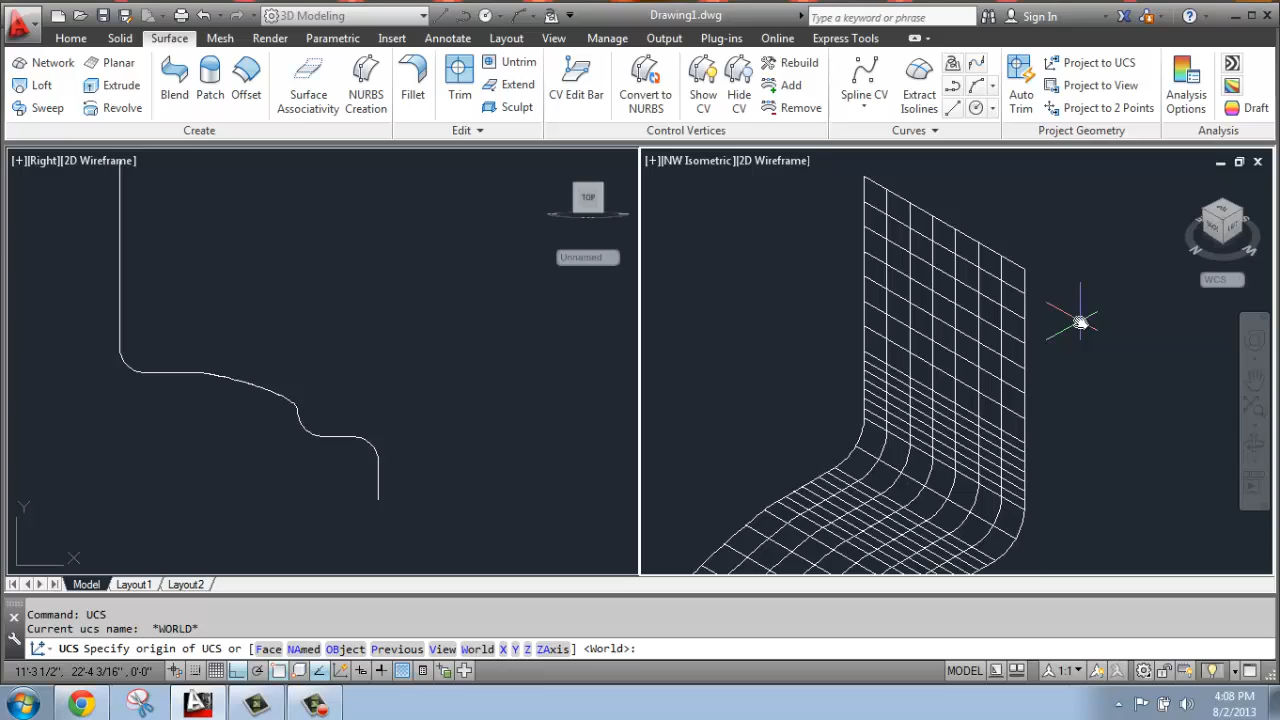 3D Modeling
Drawing1.dwg
Type a keyword or phrase
Sign In
Home Solid Surface Mesh Render Parametric Insert Annotate Layout View Manage Output Plug-ins Online Express Tools
Network Planar
Loft Extrude
Sweep Revolve
Blend Patch Offset
Surface Associativity
NURBS Creation
Fillet Trim
Untrim
Extend
Sculpt
CV Edit Bar
Convert to NURBS
Show CV
Hide CV
Rebuild
Add
Remove
Spline CV
Extract Isolines
Auto Trim
Project to UCS
Project to View
Project to 2 Points
Analysis Options
Draft
Create Edit Control Vertices Curves Project Geometry Analysis
[+][Right][2D Wireframe]
[+][NW Isometric][2D Wireframe]
TOP
Unnamed
N
WCS
Y
X
Model Layout1 Layout2
Command: UCS
Current ucs name: *WORLD*
UCS Specify origin of UCS or [Face NAmed OBject Previous View World X Y Z ZAxis] <World>:
11-3 1/2", 22-4 3/16", 0'-0"
MODEL
1:1
4:08 PM
8/2/2013